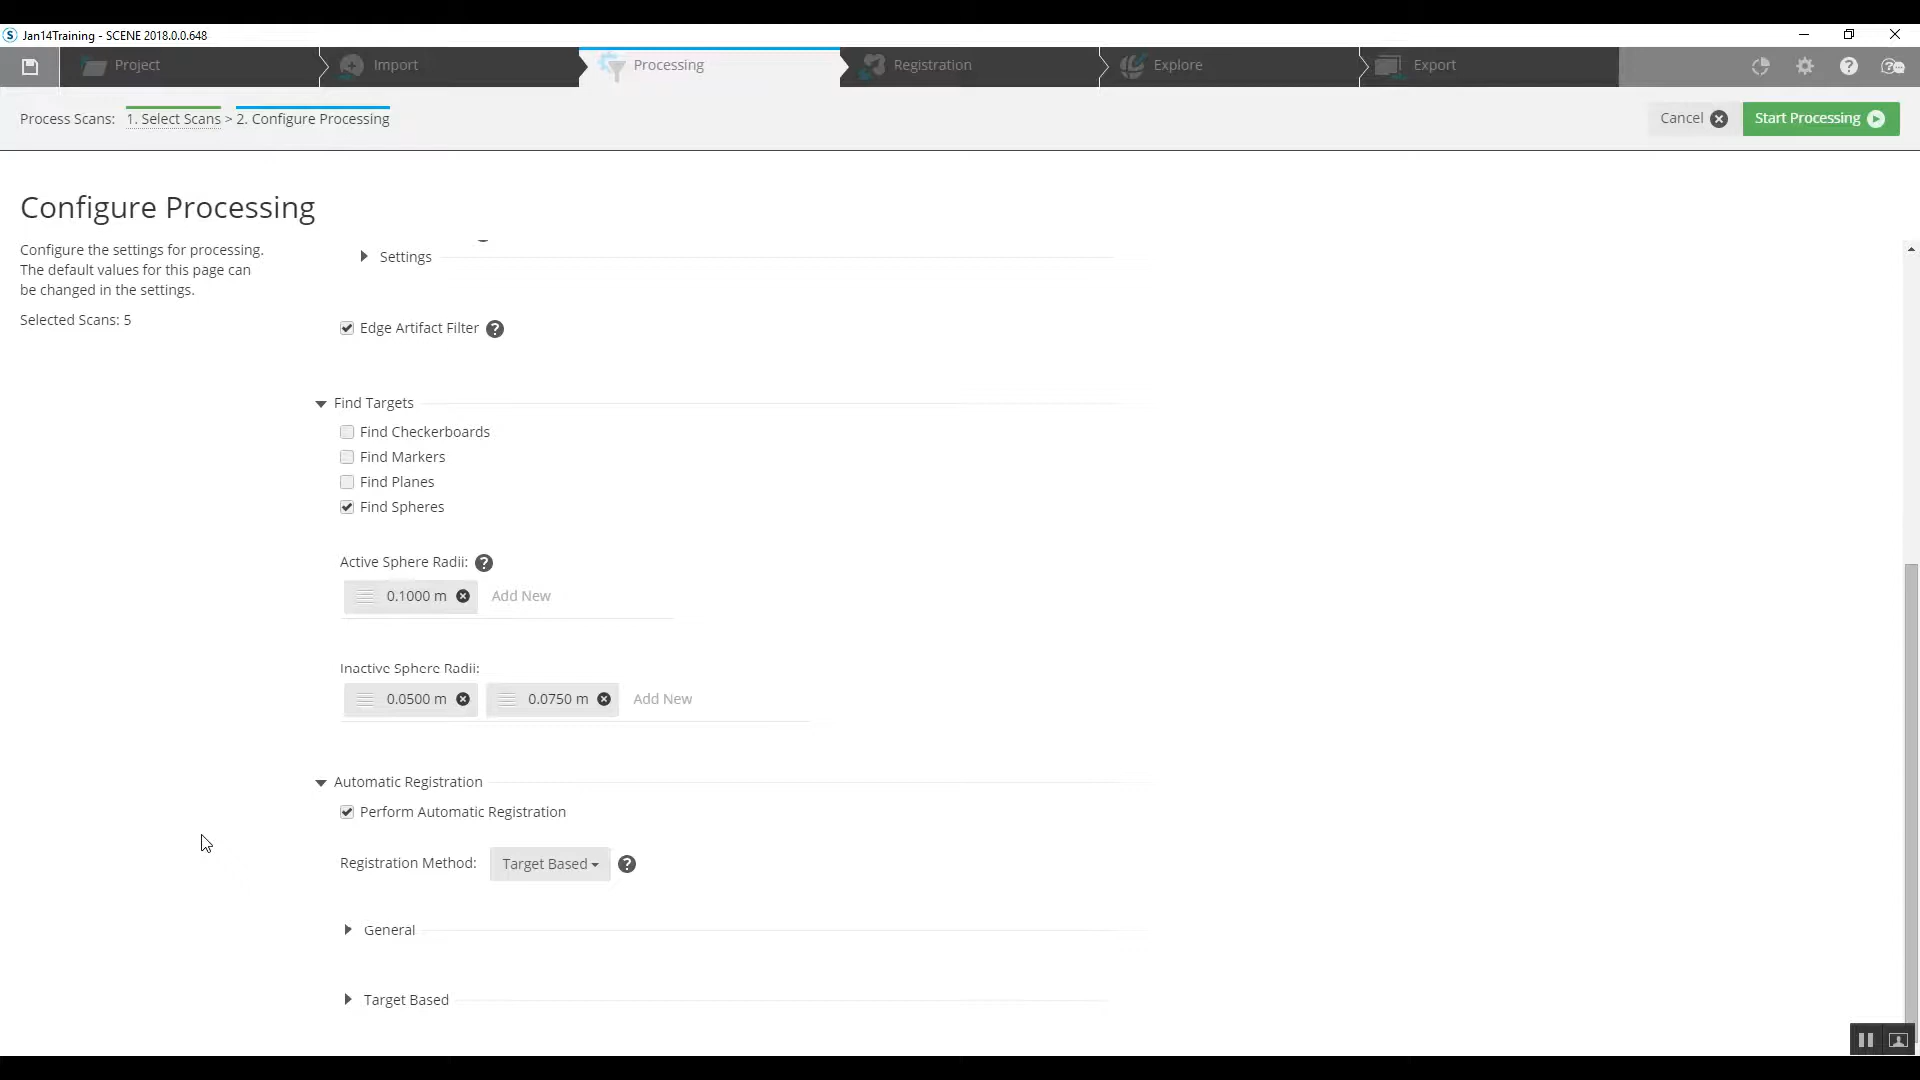 Jan14Training - SCENE 2018.0.0.648
Project
Import
Processing
Registration
Explore
Export
Process Scans: 1. Select Scans > 2. Configure Processing
Cancel
Start Processing
Configure Processing
Configure the settings for processing.
The default values for this page can
be changed in the settings.
Selected Scans: 5
Settings
Edge Artifact Filter
Find Targets
Find Checkerboards
Find Markers
Find Planes
Find Spheres
Active Sphere Radii:
0.1000 m
Add New
Inactive Sphere Radii:
0.0500 m
0.0750 m
Add New
Automatic Registration
Perform Automatic Registration
Registration Method: Target Based
General
Target Based